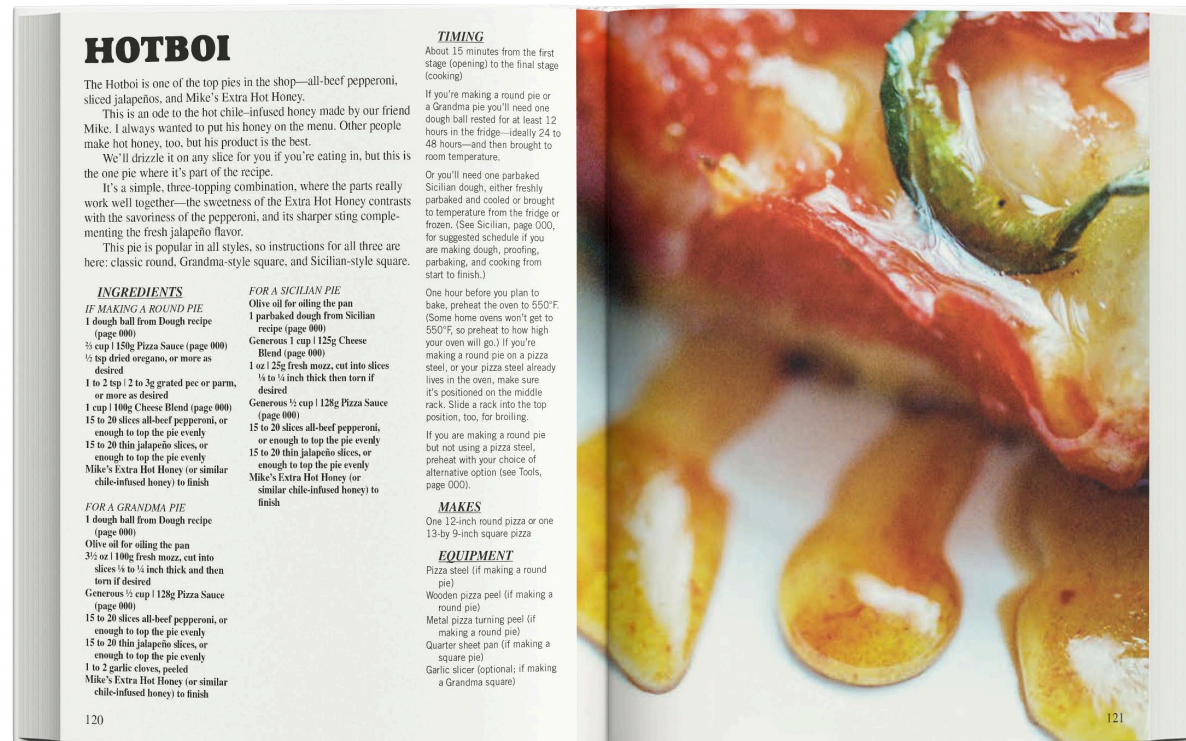 HOTBOI
The Hotboi is one of the top pies in the shop—all-beef pepperoni,
sliced jalapeños, and Mike's Extra Hot Honey.
This is an ode to the hot chile–infused honey made by our friend
Mike. I always wanted to put his honey on the menu. Other people
make hot honey, too, but his product is the best.
We'll drizzle it on any slice for you if you're eating in, but this is
the one pie where it's part of the recipe.
It's a simple, three-topping combination, where the parts really
work well together—the sweetness of the Extra Hot Honey contrasts
with the savoriness of the pepperoni, and its sharper sting comple-
menting the fresh jalapeño flavor.
This pie is popular in all styles, so instructions for all three are
here: classic round, Grandma-style square, and Sicilian-style square.
INGREDIENTS
IF MAKING A ROUND PIE
1 dough ball from Dough recipe
(page 000)
⅔ cup | 150g Pizza Sauce (page 000)
½ tsp dried oregano, or more as
desired
1 to 2 tsp | 2 to 3g grated pec or parm,
or more as desired
1 cup | 100g Cheese Blend (page 000)
15 to 20 slices all-beef pepperoni, or
enough to top the pie evenly
15 to 20 thin jalapeño slices, or
enough to top the pie evenly
Mike's Extra Hot Honey (or similar
chile-infused honey) to finish
FOR A GRANDMA PIE
1 dough ball from Dough recipe
(page 000)
Olive oil for oiling the pan
3½ oz | 100g fresh mozz, cut into
slices ⅛ to ¼ inch thick and then
torn if desired
Generous ½ cup | 128g Pizza Sauce
(page 000)
15 to 20 slices all-beef pepperoni, or
enough to top the pie evenly
15 to 20 thin jalapeño slices, or
enough to top the pie evenly
1 to 2 garlic cloves, peeled
Mike's Extra Hot Honey (or similar
chile-infused honey) to finish
FOR A SICILIAN PIE
Olive oil for oiling the pan
1 parbaked dough from Sicilian
recipe (page 000)
Generous 1 cup | 125g Cheese
Blend (page 000)
1 oz | 25g fresh mozz, cut into slices
⅛ to ¼ inch thick then torn if
desired
Generous ½ cup | 128g Pizza Sauce
(page 000)
15 to 20 slices all-beef pepperoni,
or enough to top the pie evenly
15 to 20 thin jalapeño slices, or
enough to top the pie evenly
Mike's Extra Hot Honey (or
similar chile-infused honey) to
finish
TIMING
About 15 minutes from the first
stage (opening) to the final stage
(cooking)
If you're making a round pie or
a Grandma pie you'll need one
dough ball rested for at least 12
hours in the fridge—ideally 24 to
48 hours—and then brought to
room temperature.
Or you'll need one parbaked
Sicilian dough, either freshly
parbaked and cooled or brought
to temperature from the fridge or
frozen. (See Sicilian, page 000,
for suggested schedule if you
are making dough, proofing,
parbaking, and cooking from
start to finish.)
One hour before you plan to
bake, preheat the oven to 550°F.
(Some home ovens won't get to
550°F, so preheat to how high
your oven will go.) If you're
making a round pie on a pizza
steel, or your pizza steel already
lives in the oven, make sure
it's positioned on the middle
rack. Slide a rack into the top
position, too, for broiling.
If you are making a round pie
but not using a pizza steel,
preheat with your choice of
alternative option (see Tools,
page 000).
MAKES
One 12-inch round pizza or one
13-by 9-inch square pizza
EQUIPMENT
Pizza steel (if making a round
pie)
Wooden pizza peel (if making a
round pie)
Metal pizza turning peel (if
making a round pie)
Quarter sheet pan (if making a
square pie)
Garlic slicer (optional; if making
a Grandma square)
120
121